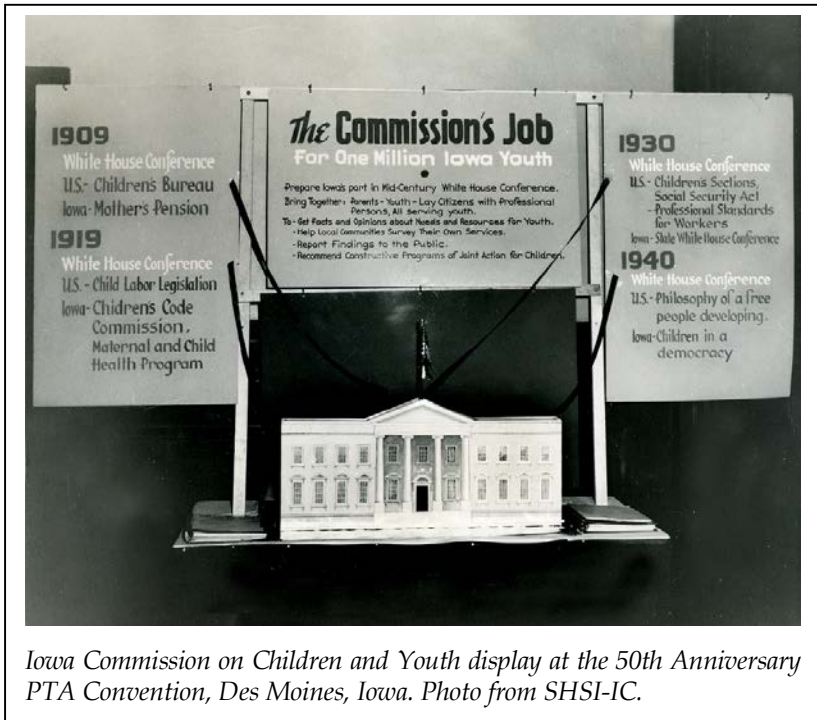 1909
White House Conference
U.S.- Children's Bureau
Iowa- Mother's Pension
1919
White House Conference
U.S. - Child Labor Legislation
Iowa- Chidren's Code
Commission,
Maternal and Child
Health Program
The Commission's Job
For One Million Iowa Youth
Prepare Iowa's part in Mid-Century White House Conference.
Bring Together: Parents - Youth - Lay Citizens with Professional
Persons, All serving youth.
To - Get Facts and Opinions about Needs and Resources for Youth.
- Help Local Communities Survey Their Own Services.
- Report Findings to the Public.
- Recommend Constructive Programs of Joint Action for Children.
1930
White House Conference
U.S.- Children's Sections,
Social Security Act
- Professional Standards
for Workers
Iowa- State White House Conference
1940
White House Conference
U.S.- Philosophy of a free
people developing.
Iowa- Children in a
democracy
Iowa Commission on Children and Youth display at the 50th Anniversary
PTA Convention, Des Moines, Iowa. Photo from SHSI-IC.